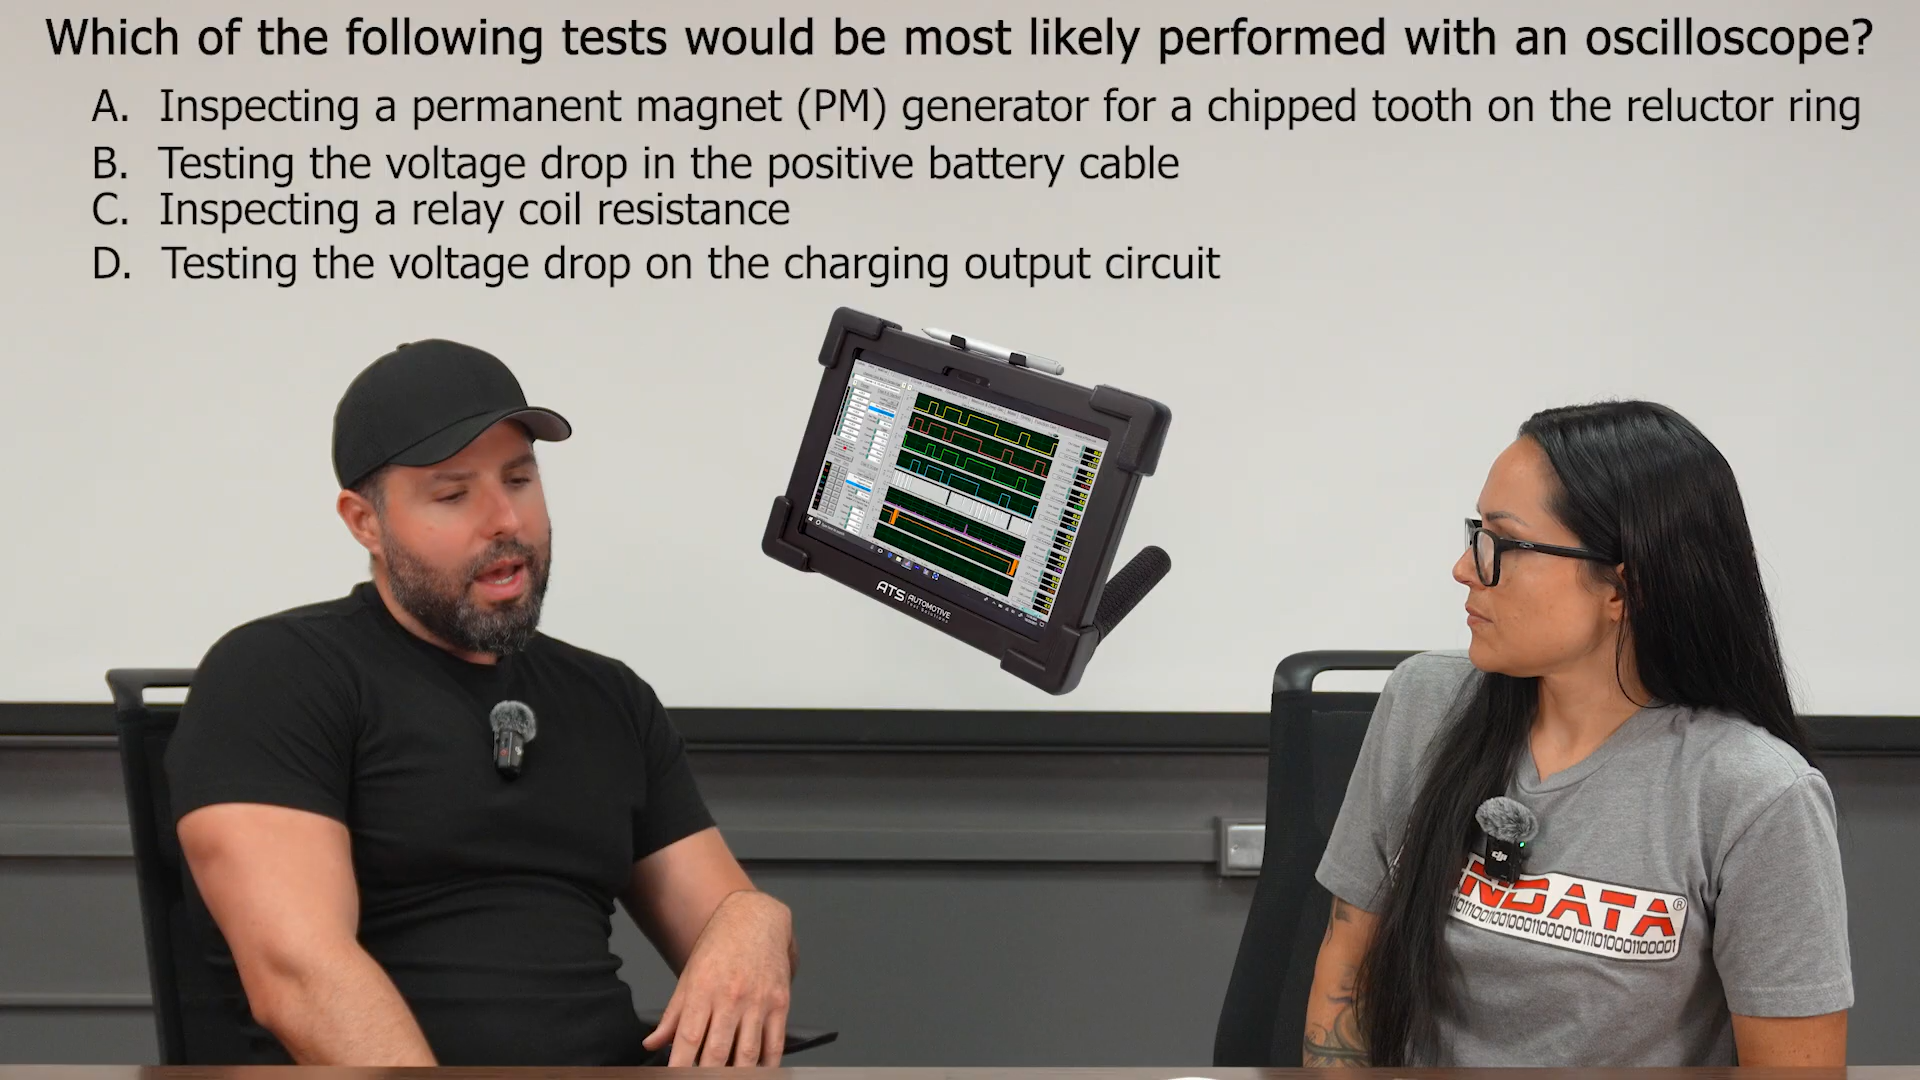 Which of the following tests would be most likely performed with an oscilloscope?
A. Inspecting a permanent magnet (PM) generator for a chipped tooth on the reluctor ring
B. Testing the voltage drop in the positive battery cable
C. Inspecting a relay coil resistance
D. Testing the voltage drop on the charging output circuit
ATS AUTOMOTIVE
NDATA®